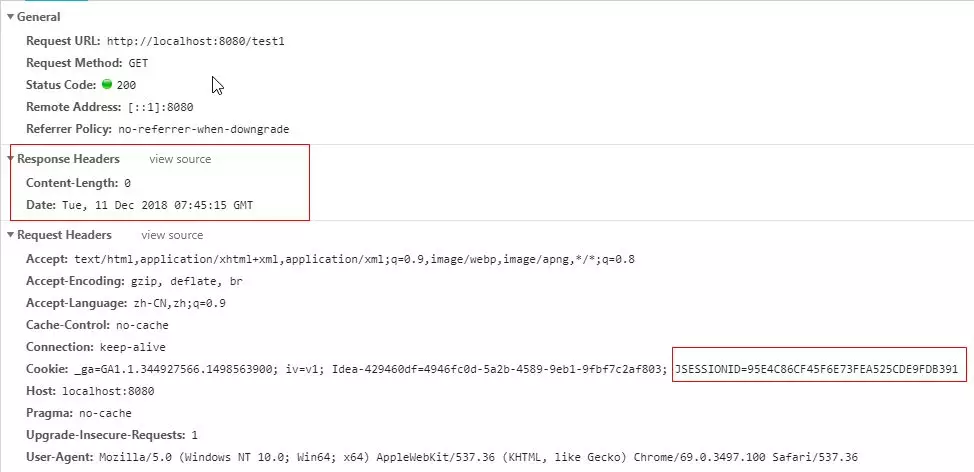 General
Request URL: http://localhost:8080/test1
Request Method: GET
Status Code: 200
Remote Address: [::1]:8080
Referrer Policy: no-referrer-when-downgrade
Response Headers view source
Content-Length: 0
Date: Tue, 11 Dec 2018 07:45:15 GMT
Request Headers view source
Accept: text/html,application/xhtml+xml,application/xml;q=0.9,image/webp,image/apng,*/*;q=0.8
Accept-Encoding: gzip, deflate, br
Accept-Language: zh-CN,zh;q=0.9
Cache-Control: no-cache
Connection: keep-alive
Cookie: _ga=GA1.1.344927566.1498563900; iv=v1; Idea-429460df=4946fc0d-5a2b-4589-9eb1-9fbf7c2af803; JSESSIONID=95E4C86CF45F6E73FEA525CDE9FDB391
Host: localhost:8080
Pragma: no-cache
Upgrade-Insecure-Requests: 1
User-Agent: Mozilla/5.0 (Windows NT 10.0; Win64; x64) AppleWebKit/537.36 (KHTML, like Gecko) Chrome/69.0.3497.100 Safari/537.36